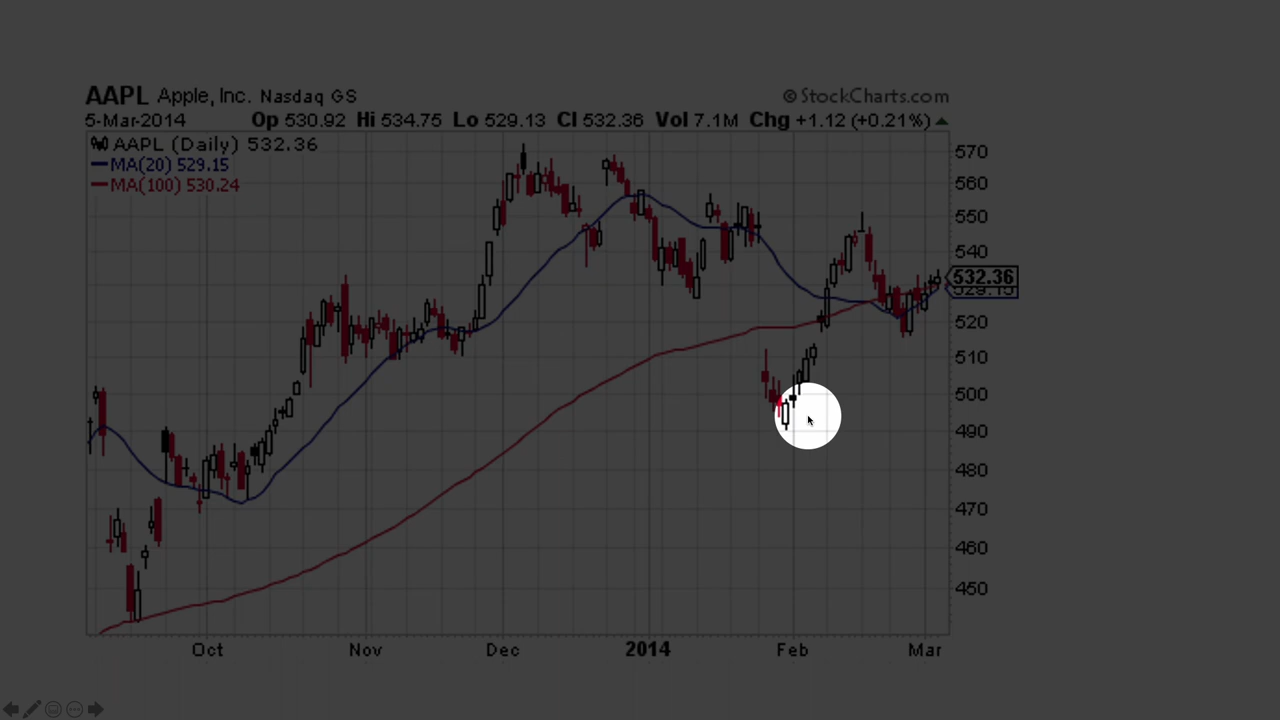 AAPL Apple, Inc. Nasdaq GS © StockCharts.com
5-Mar-2014 Op 530.92 Hi 534.75 Lo 529.13 Cl 532.36 Vol 7.1M Chg +1.12 (+0.21%)
AAPL (Daily) 532.36
MA(20) 529.15
MA(100) 530.24
570
560
550
540
532.36
529.15
520
510
500
490
480
470
460
450
Oct Nov Dec 2014 Feb Mar